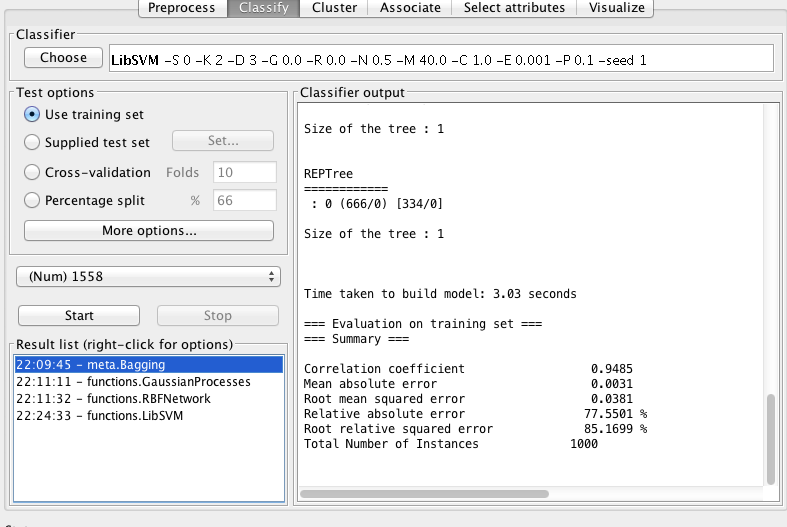 Preprocess Classify Cluster Associate Select attributes Visualize
Classifier
Choose LibSVM -S 0 -K 2 -D 3 -G 0.0 -R 0.0 -N 0.5 -M 40.0 -C 1.0 -E 0.001 -P 0.1 -seed 1
Test options
Use training set
Supplied test set Set...
Cross-validation Folds 10
Percentage split % 66
More options...
(Num) 1558
Start Stop
Result list (right-click for options)
22:09:45 - meta.Bagging
22:11:11 - functions.GaussianProcesses
22:11:32 - functions.RBFNetwork
22:24:33 - functions.LibSVM
Classifier output
Size of the tree : 1
REPTree
============
: 0 (666/0) [334/0]
Size of the tree : 1
Time taken to build model: 3.03 seconds
=== Evaluation on training set ===
=== Summary ===
Correlation coefficient 0.9485
Mean absolute error 0.0031
Root mean squared error 0.0381
Relative absolute error 77.5501 %
Root relative squared error 85.1699 %
Total Number of Instances 1000